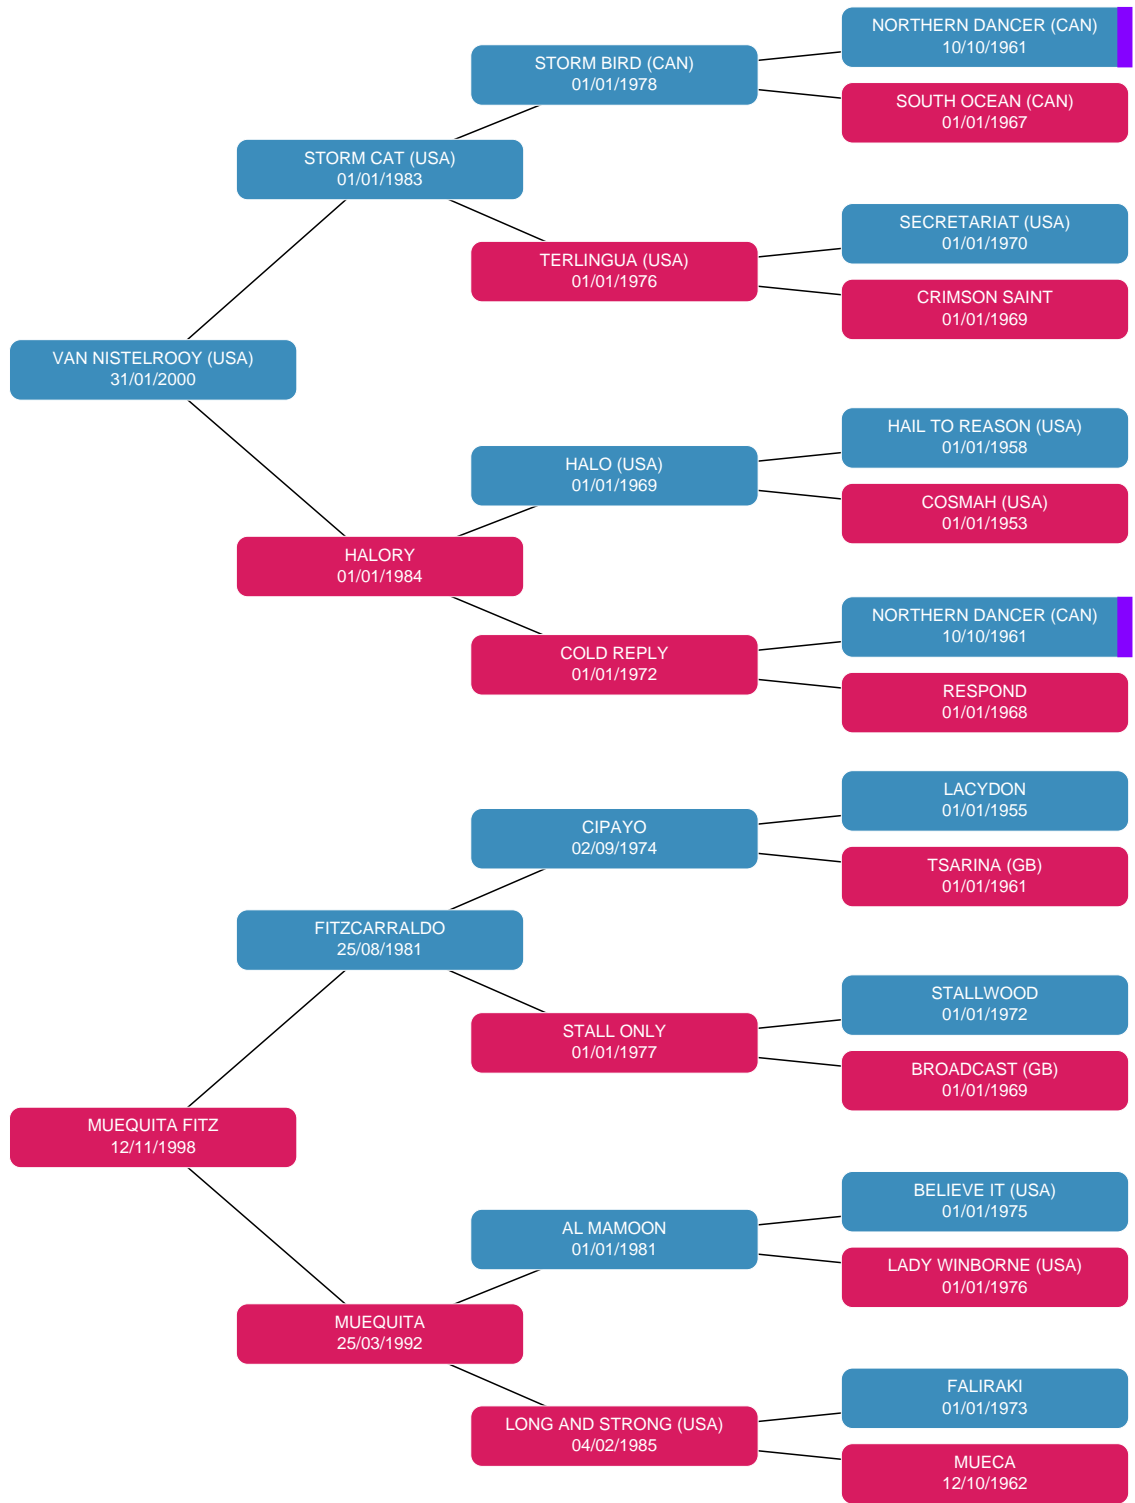 NORTHERN DANCER (CAN)
10/10/1961
STORM BIRD (CAN)
01/01/1978
SOUTH OCEAN (CAN)
01/01/1967
STORM CAT (USA)
01/01/1983
SECRETARIAT (USA)
01/01/1970
TERLINGUA (USA)
01/01/1976
CRIMSON SAINT
01/01/1969
VAN NISTELROOY (USA)
31/01/2000
HAIL TO REASON (USA)
01/01/1958
HALO (USA)
01/01/1969
COSMAH (USA)
01/01/1953
HALORY
01/01/1984
NORTHERN DANCER (CAN)
10/10/1961
COLD REPLY
01/01/1972
RESPOND
01/01/1968
LACYDON
01/01/1955
CIPAYO
02/09/1974
TSARINA (GB)
01/01/1961
FITZCARRALDO
25/08/1981
STALLWOOD
01/01/1972
STALL ONLY
01/01/1977
BROADCAST (GB)
01/01/1969
MUEQUITA FITZ
12/11/1998
BELIEVE IT (USA)
01/01/1975
AL MAMOON
01/01/1981
LADY WINBORNE (USA)
01/01/1976
MUEQUITA
25/03/1992
FALIRAKI
01/01/1973
LONG AND STRONG (USA)
04/02/1985
MUECA
12/10/1962